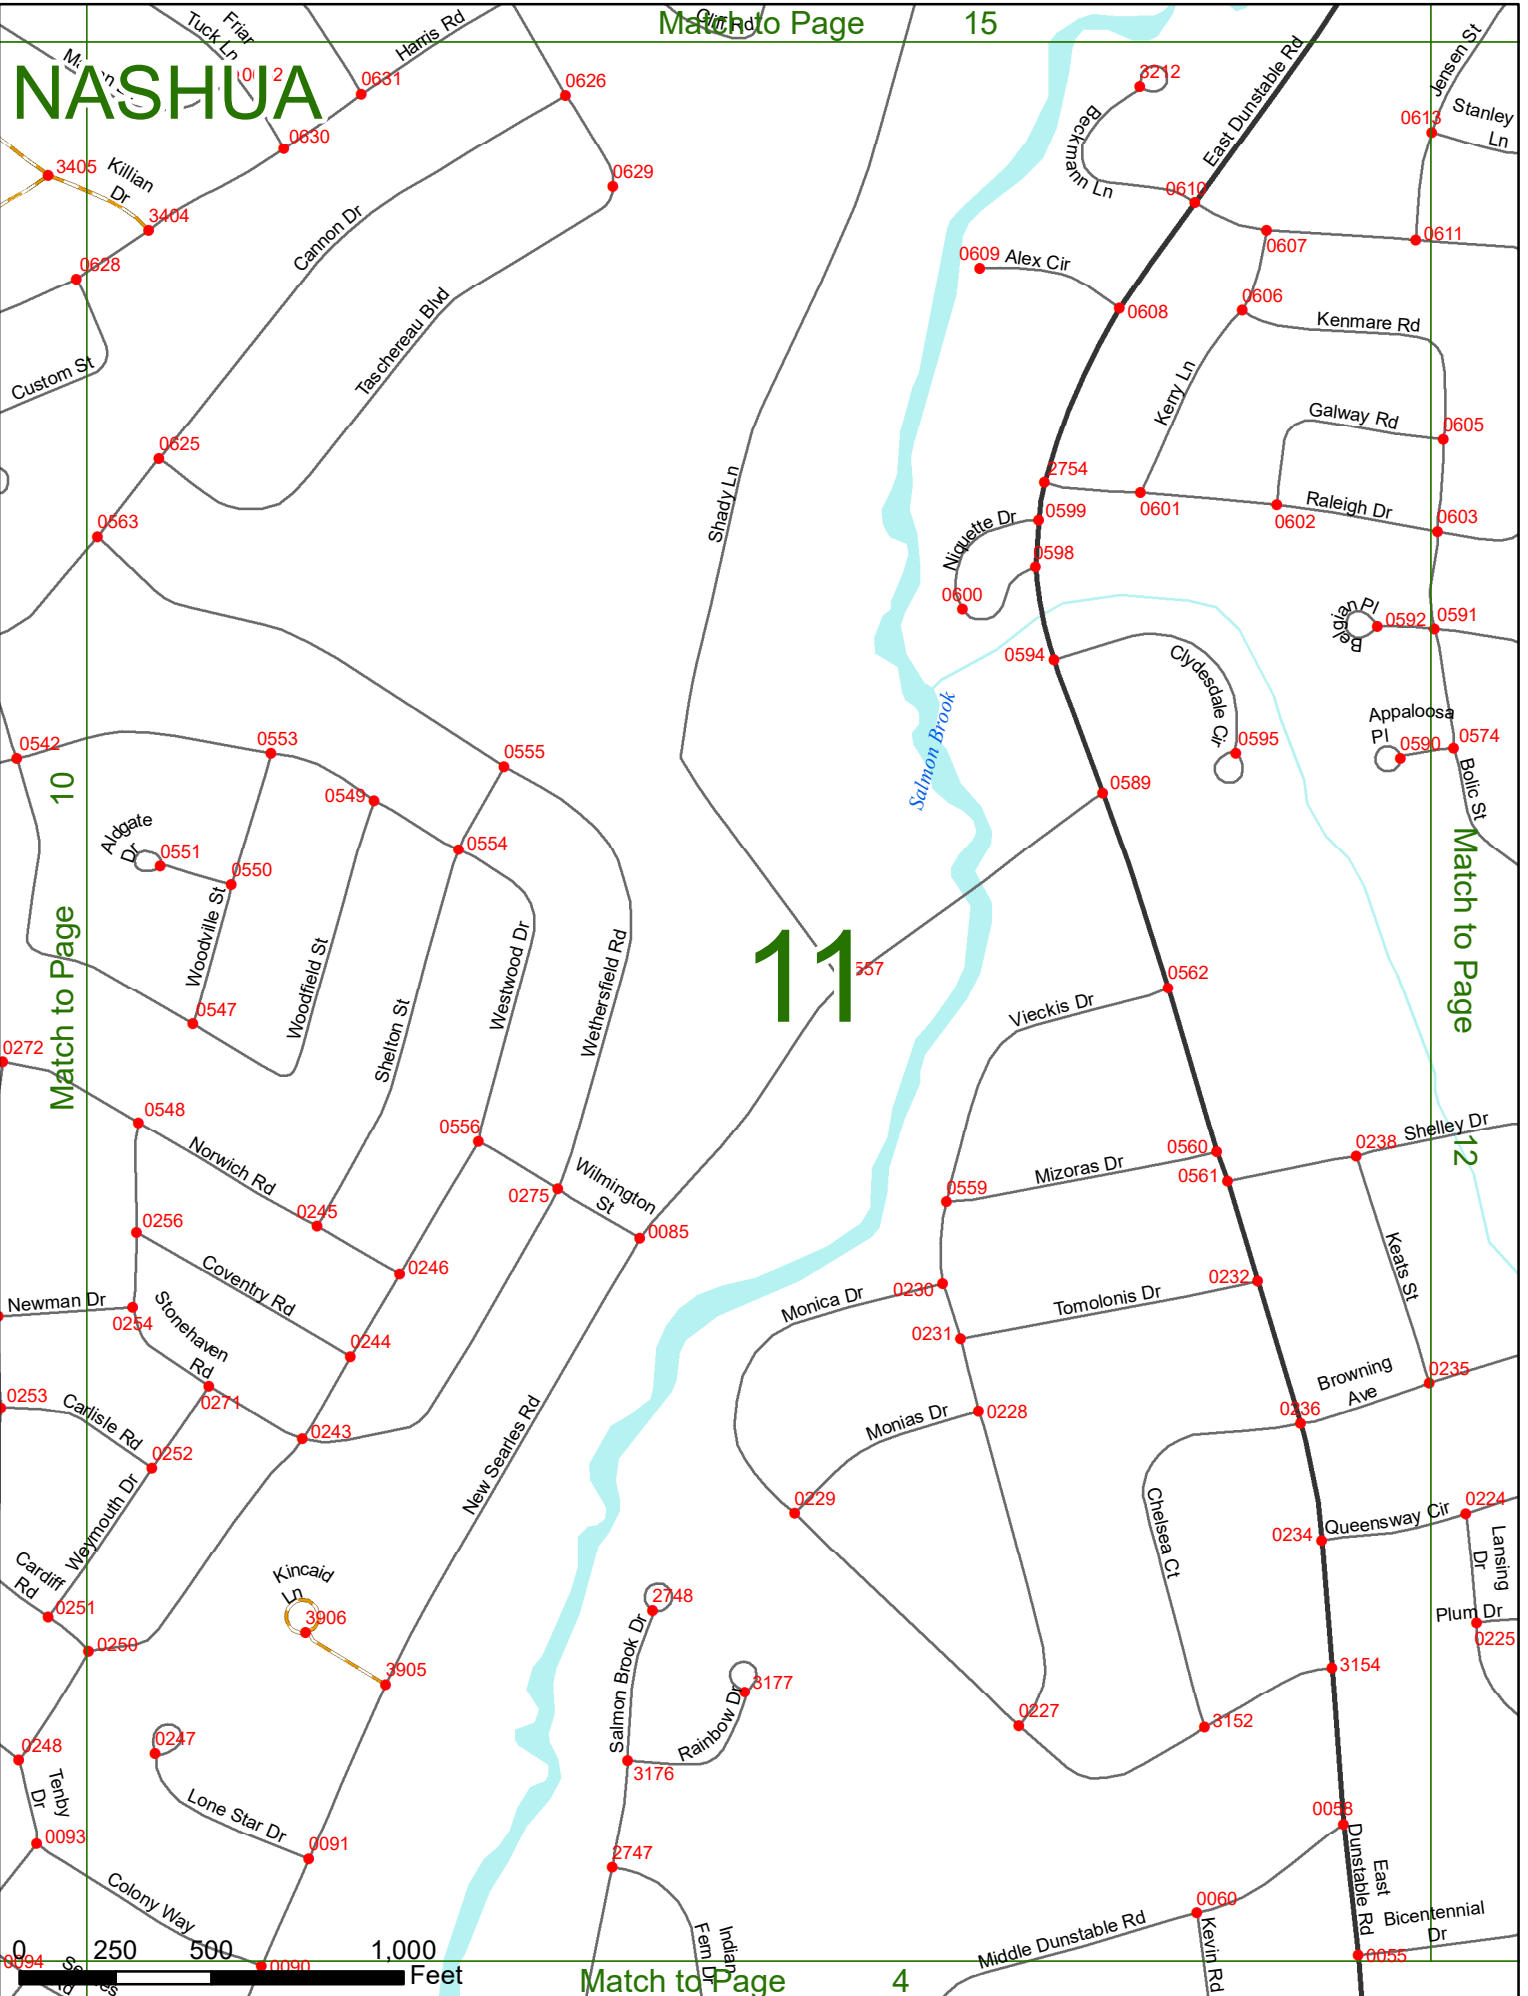 Match to Page 15
Cliff Rd
Friar
Tuck Ln
Harris Rd
East Dunstable Rd
Jensen St
NASHUA
0631
0626
3212
Stanley
Ln
0613
0630
Beckmann Ln
3405
Killian
Dr
0629
0610
3404
Cannon Dr
0607
0611
0628
0609
Alex Cir
0608
0606
Kenmare Rd
Taschereau Blvd
Custom St
Kerry Ln
Galway Rd
0605
0625
2754
Shady Ln
0601
0602
Raleigh Dr
0603
0599
Niquette Dr
0563
0598
0600
Belgian Pl
0592
0591
0594
Clydesdale Cir
Salmon Brook
Appaloosa
Pl
0574
0590
0595
Bolic St
0542
0553
0555
0549
0589
Match to Page 10
Aldgate
Dr
0551
0550
0554
Match to Page 12
Woodville St
Woodfield St
Westwood Dr
Wethersfield Rd
11
0562
Vieckis Dr
0547
Shelton St
0272
0548
0556
Norwich Rd
0275
Wilmington
St
0560
0561
0238
Shelley Dr
Mizoras Dr
0559
0245
0085
0256
Coventry Rd
0246
Keats St
0232
0230
Monica Dr
Tomolonis Dr
Newman Dr
0254
Stonehaven
Rd
0244
0231
0271
0253
Carlisle Rd
Browning
Ave
0235
0236
0243
Monias Dr
0228
0252
New Searles Rd
Weymouth Dr
0229
Chelsea Ct
0224
0234
Queensway Cir
Lansing
Dr
Cardiff
Rd
Kincaid
Ln
0251
3906
2748
Plum Dr
0225
0250
3905
Salmon Brook Dr
3177
3154
Rainbow Dr
0227
3152
0247
0248
3176
Tenby
Dr
Lone Star Dr
0093
0091
0058
2747
East
Dunstable Rd
Colony Way
0060
Bicentennial
Dr
Middle Dunstable Rd
Kevin Rd
Indian
Fern Dr
0055
0090
0094
0 250 500 1,000
Feet
Match to Page 4